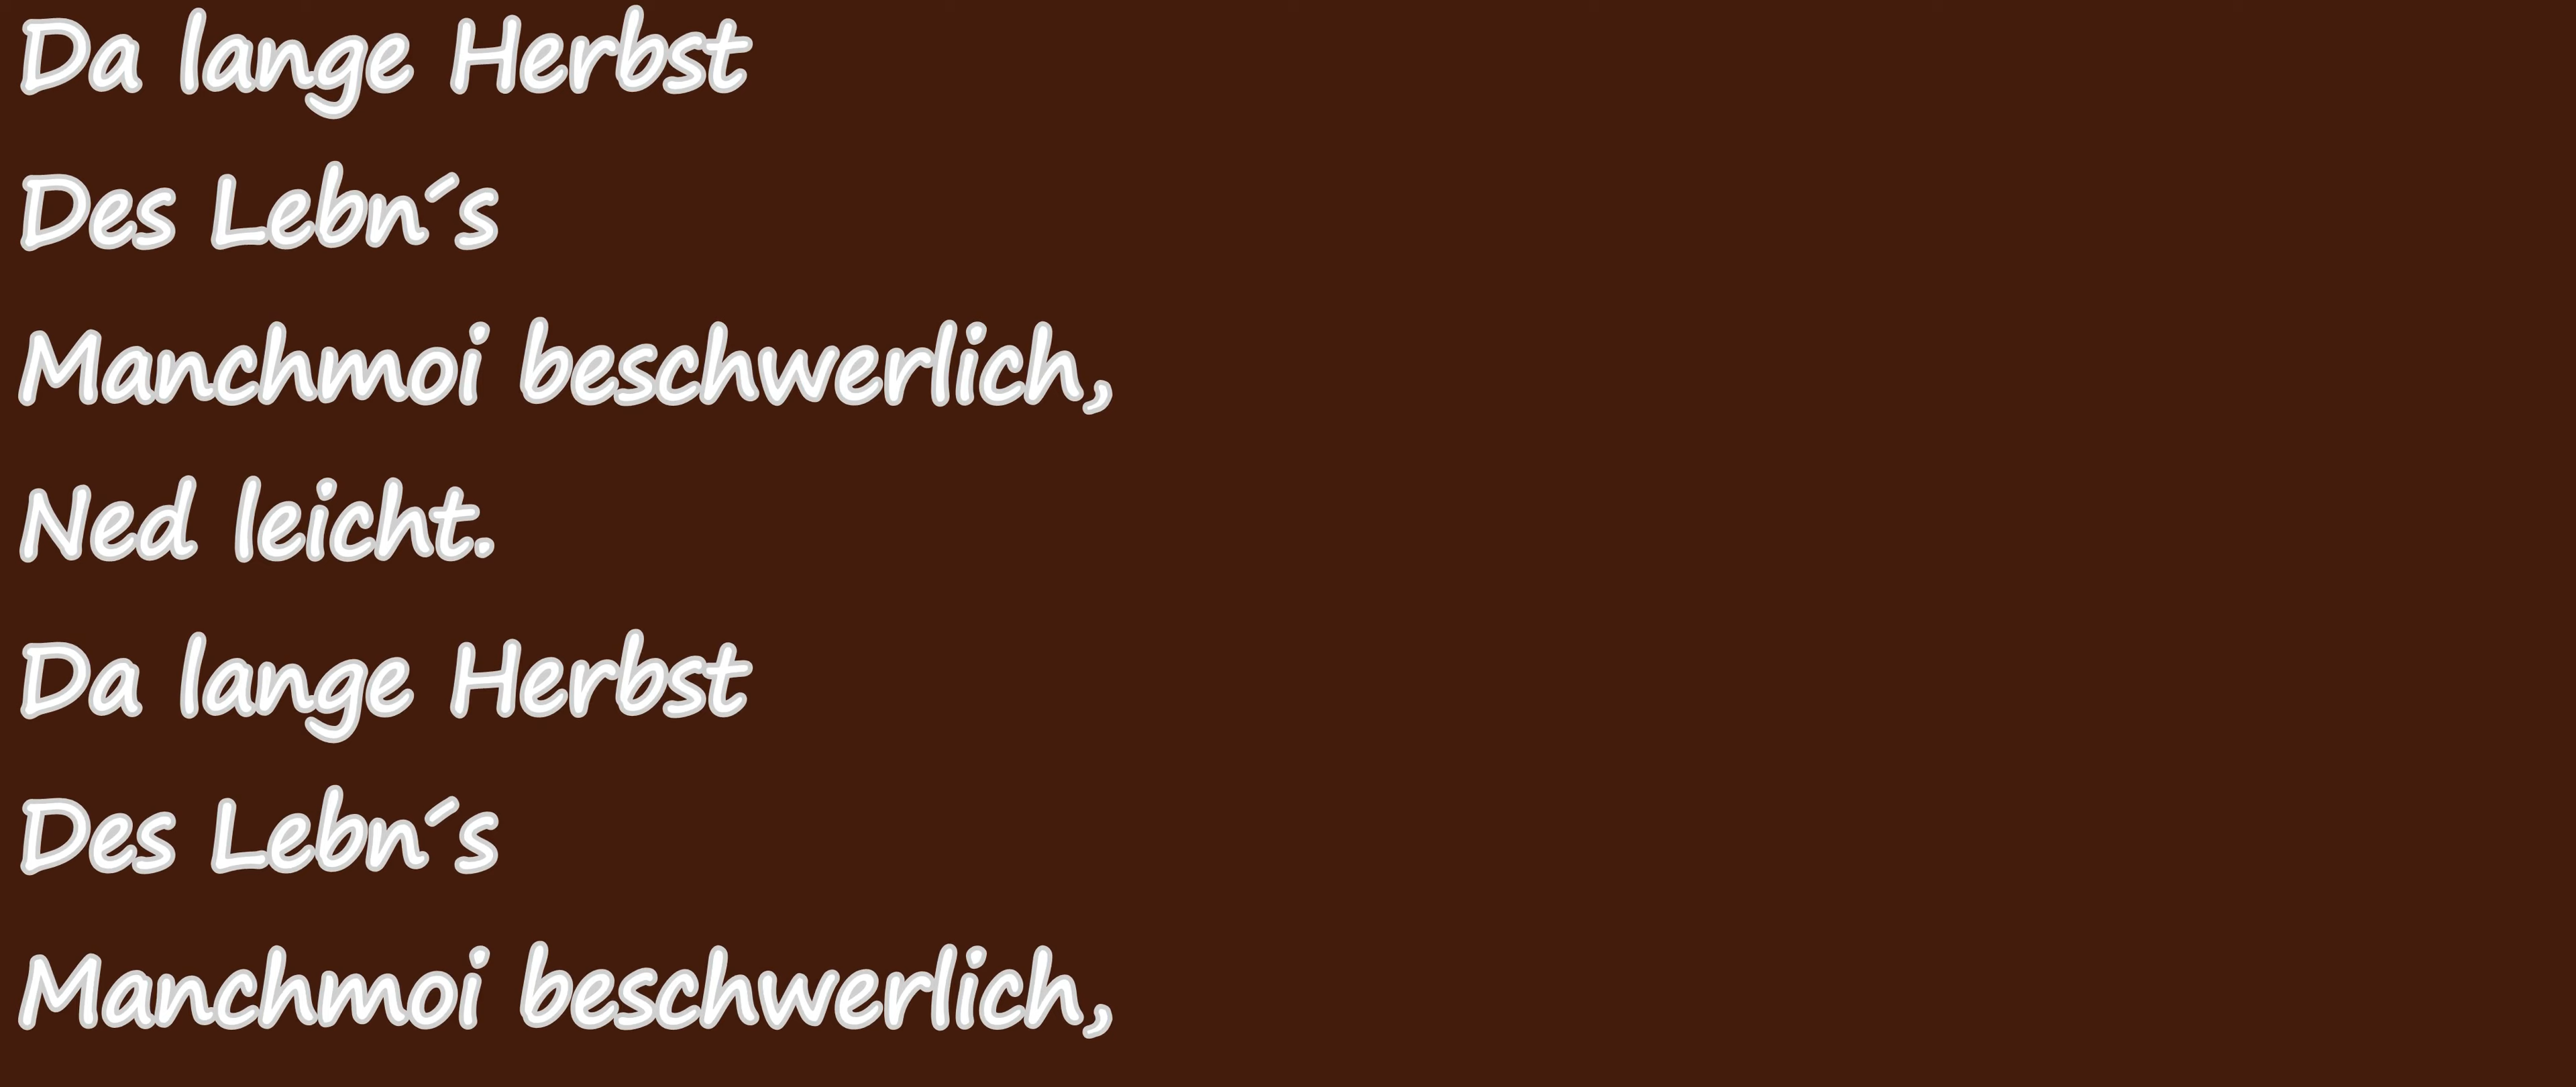 Da lange Herbst
Des Lebn´s
Manchmoi beschwerlich,
Ned leicht.
Da lange Herbst
Des Lebn´s
Manchmoi beschwerlich,